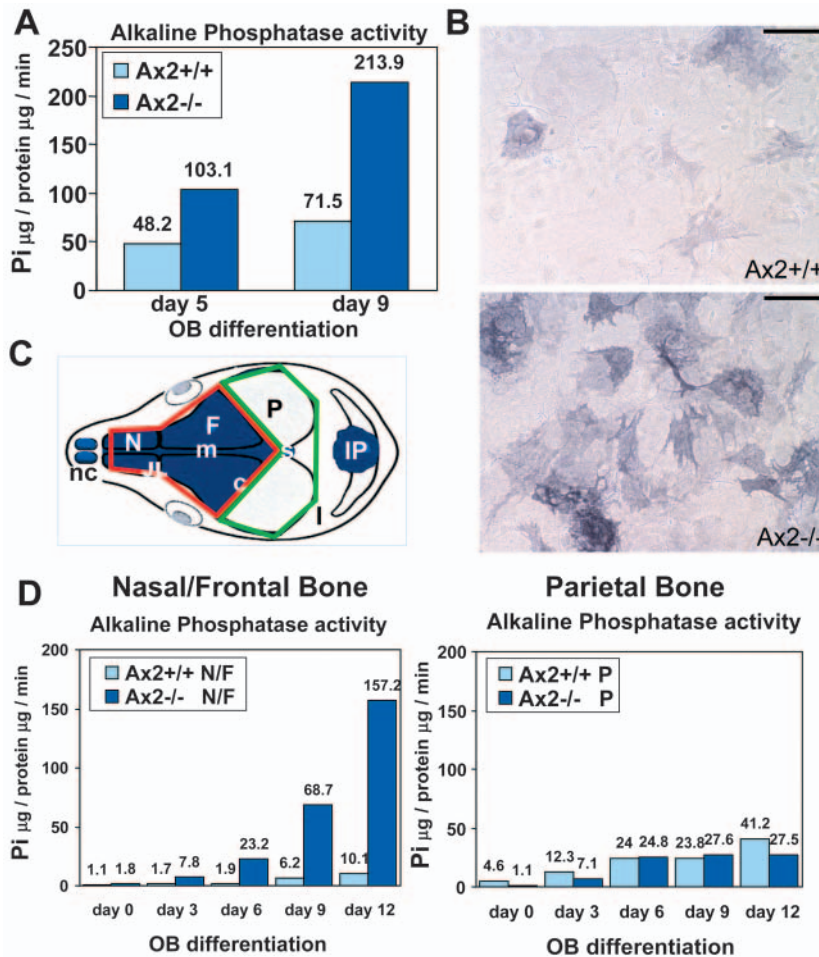 A
Alkaline Phosphatase activity
Pi µg / protein µg / min
250
200
150
100
50
0
Ax2+/+
Ax2-/-
48.2
103.1
71.5
213.9
day 5
day 9
OB differentiation
B
Ax2+/+
Ax2-/-
C
N
F
P
m
s
IP
nc
c
l
D
Nasal/Frontal Bone
Alkaline Phosphatase activity
Pi µg / protein µg / min
200
150
100
50
0
Ax2+/+ N/F
Ax2-/- N/F
1.1
1.8
1.7
7.8
1.9
23.2
6.2
68.7
10.1
157.2
day 0
day 3
day 6
day 9
day 12
OB differentiation
Parietal Bone
Alkaline Phosphatase activity
Pi µg / protein µg / min
200
150
100
50
0
Ax2+/+ P
Ax2-/- P
4.6
1.1
12.3
7.1
24
24.8
23.8
27.6
41.2
27.5
day 0
day 3
day 6
day 9
day 12
OB differentiation